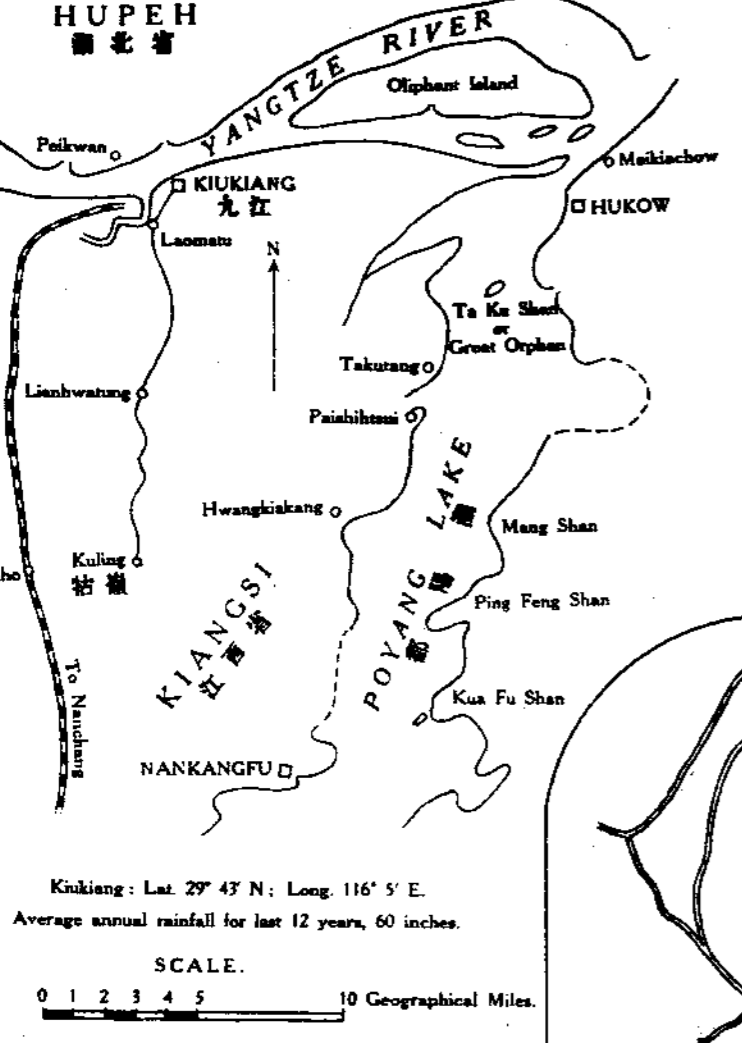 HUPEH
湖北省
YANGTZE RIVER
Oliphant Island
Peikwan
Meikiachow
KIUKIANG
九江
HUKOW
Laomatu
N
Ta Ku Shan
or
Great Orphan
Takutang
Lianhwatung
Paishihtsui
POYANG LAKE
鄱陽湖
Hwangkiakang
Mang Shan
Kuling
牯嶺
ho
KIANGSI
江西省
Ping Feng Shan
To Nanchang
Kua Fu Shan
NANKANGFU
Kiukiang: Lat. 29° 43' N; Long. 116° 5' E.
Average annual rainfall for last 12 years, 60 inches.
SCALE.
0 1 2 3 4 5 10 Geographical Miles.